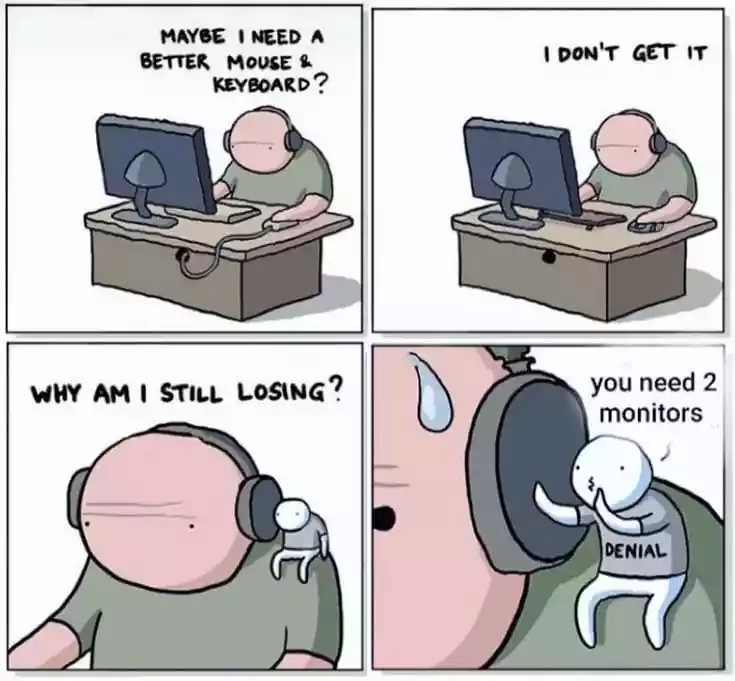 MAYBE I NEED A
BETTER MOUSE &
KEYBOARD?
I DON'T GET IT
WHY AM I STILL LOSING?
you need 2
monitors
DENIAL